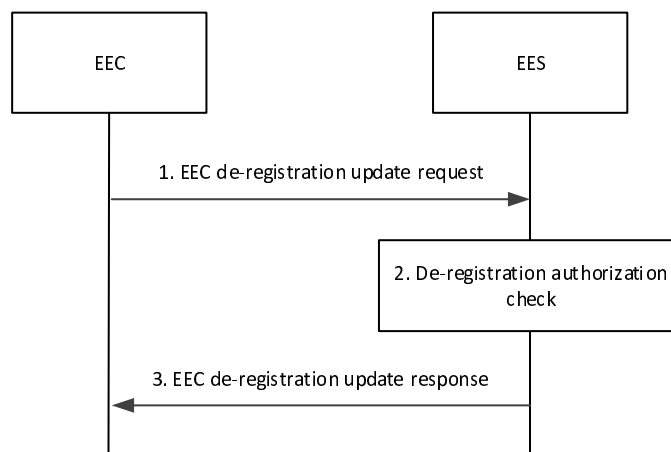 EEC
EES
1. EEC de-registration update request
2. De-registration authorization
check
3. EEC de-registration update response